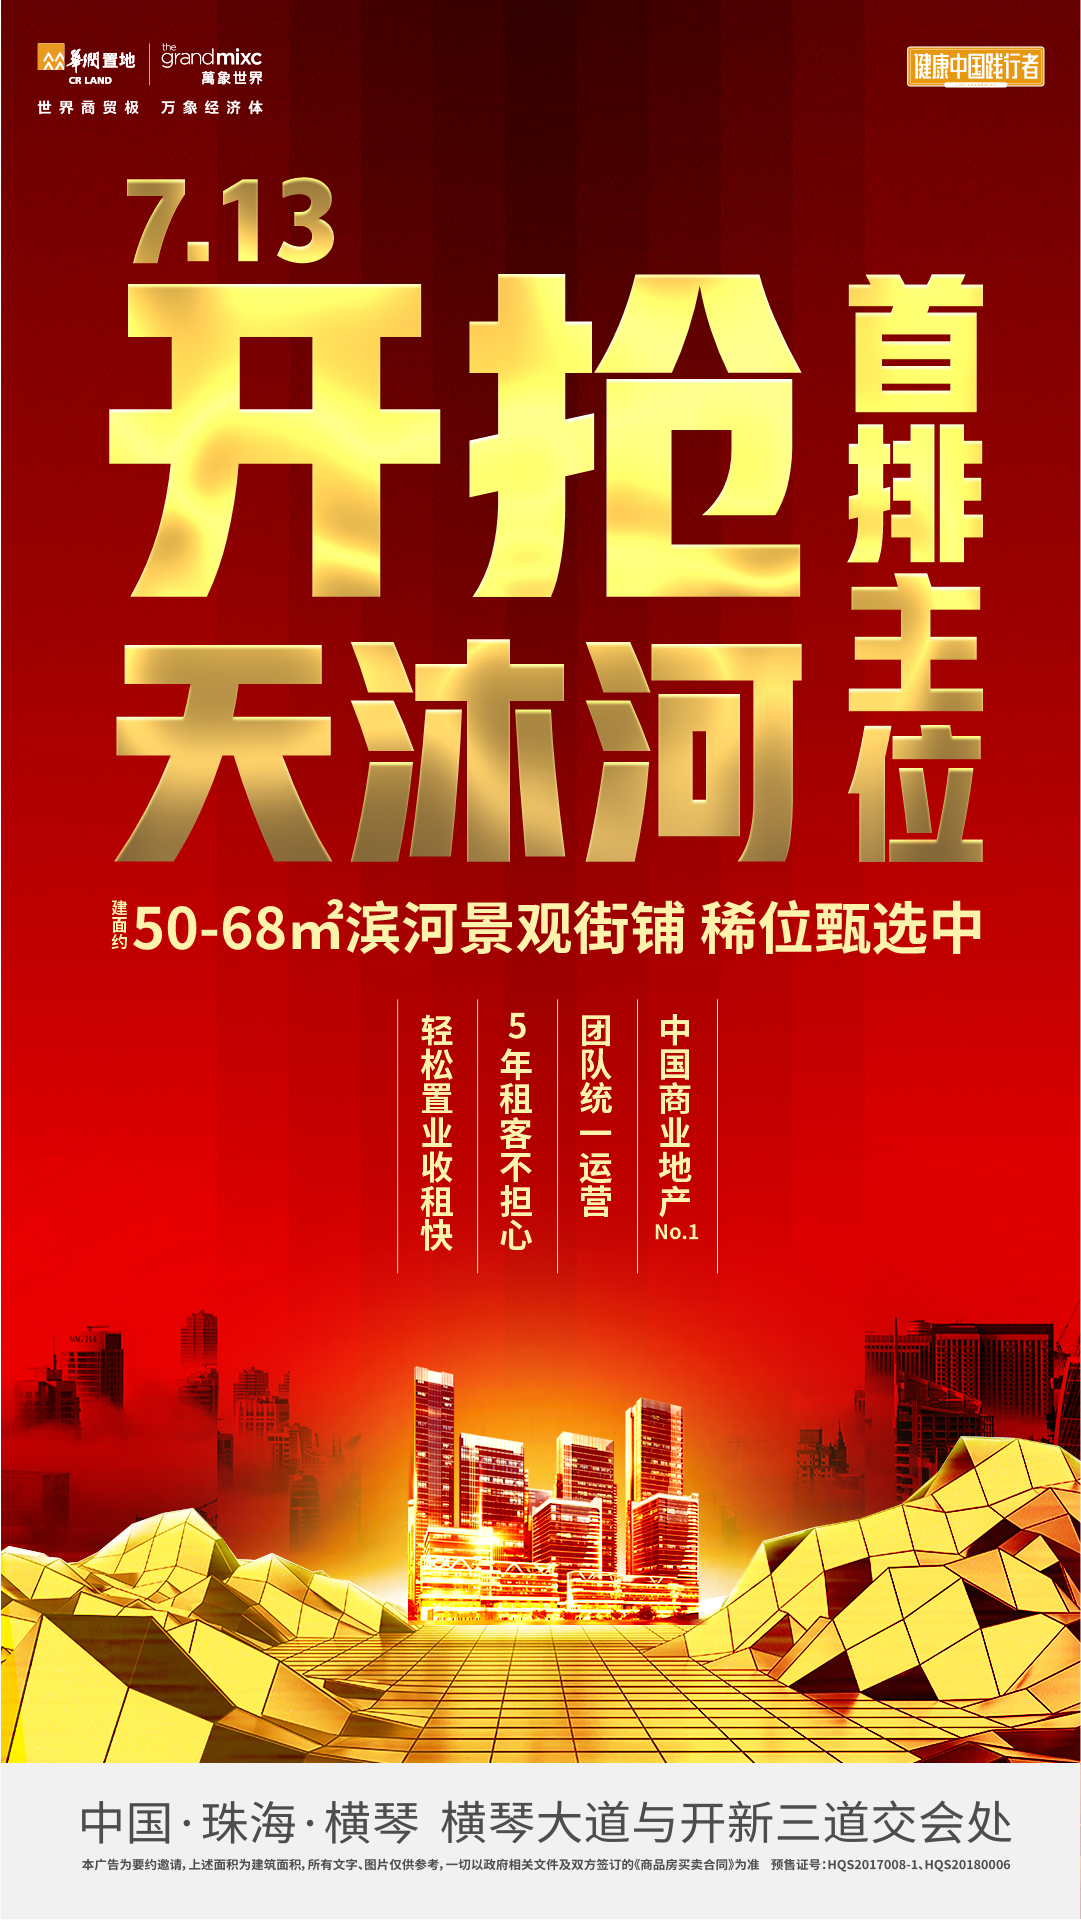 華润置地
CR LAND
the
grandmixc
萬象世界
健康中国践行者
世界商贸极 万象经济体
7.13
开抢
天沐河
首排主位
建面约
50-68㎡滨河景观街铺 稀位甄选中
中国商业地产No.1
团队统一运营
5年租客不担心
轻松置业收租快
中国·珠海·横琴 横琴大道与开新三道交会处
本广告为要约邀请，上述面积为建筑面积，所有文字、图片仅供参考，一切以政府相关文件及双方签订的《商品房买卖合同》为准 预售证号：HQS2017008-1、HQS20180006